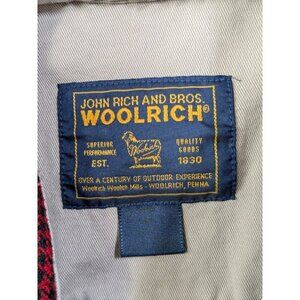 JOHN RICH AND BROS.
WOOLRICH®
SUPERIOR PERFORMANCE
QUALITY GOODS
Woolrich
EST. 1830
OVER A CENTURY OF OUTDOOR EXPERIENCE
Woolrich Woolen Mills - WOOLRICH, PENNA